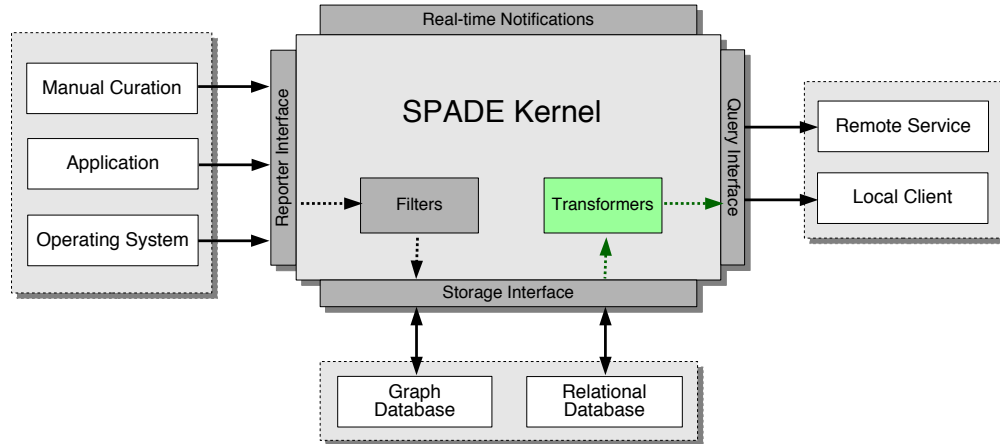 Real-time Notifications
Manual Curation
Application
Operating System
Reporter Interface
SPADE Kernel
Filters
Transformers
Query Interface
Remote Service
Local Client
Storage Interface
Graph
Database
Relational
Database